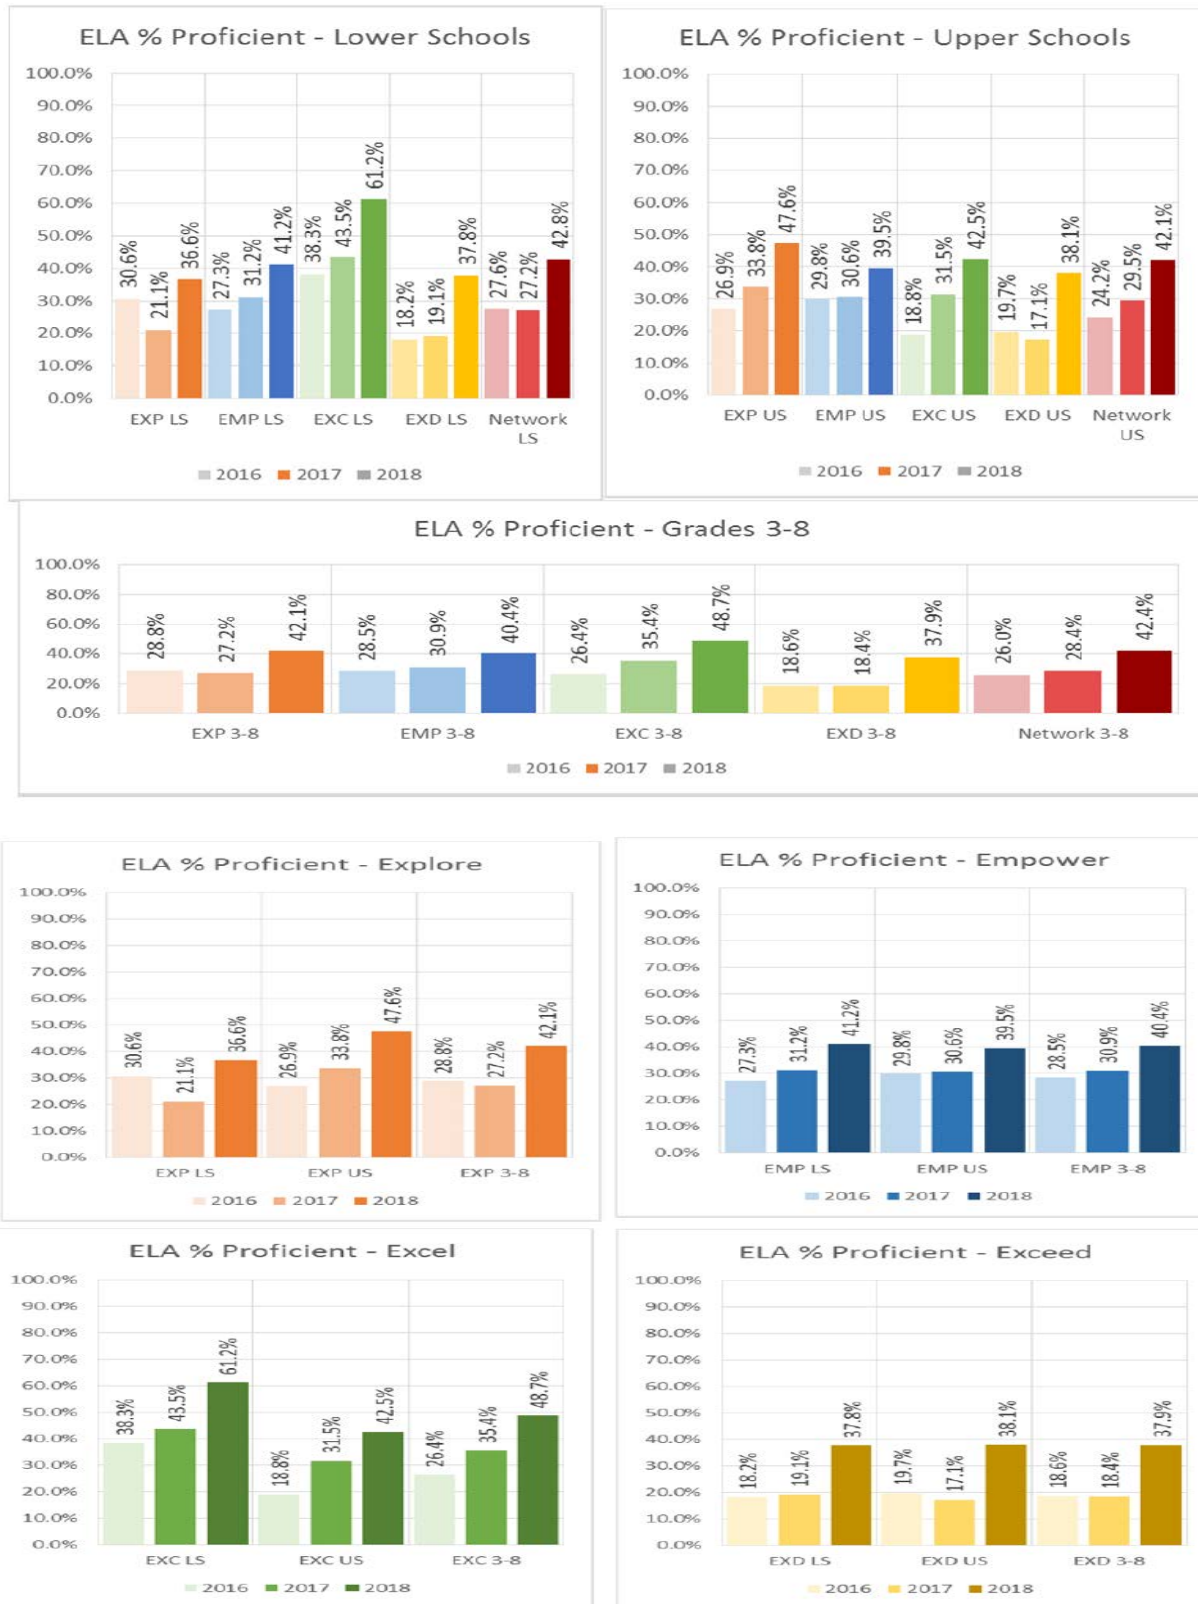 ELA % Proficient - Lower Schools
100.0%
90.0%
80.0%
70.0%
60.0%
50.0%
40.0%
30.0%
20.0%
10.0%
0.0%
30.6% 21.1% 36.6% 27.3% 31.2% 41.2% 38.3% 43.5% 61.2% 18.2% 19.1% 37.8% 27.6% 27.2% 42.8%
EXP LS EMP LS EXC LS EXD LS Network
LS
2016 2017 2018
ELA % Proficient - Upper Schools
100.0%
90.0%
80.0%
70.0%
60.0%
50.0%
40.0%
30.0%
20.0%
10.0%
0.0%
26.9% 33.8% 47.6% 29.8% 30.6% 39.5% 18.8% 31.5% 42.5% 19.7% 17.1% 38.1% 24.2% 29.5% 42.1%
EXP US EMP US EXC US EXD US Network
US
2016 2017 2018
ELA % Proficient - Grades 3-8
100.0%
80.0%
60.0%
40.0%
20.0%
0.0%
28.8% 27.2% 42.1% 28.5% 30.9% 40.4% 26.4% 35.4% 48.7% 18.6% 18.4% 37.9% 26.0% 28.4% 42.4%
EXP 3-8 EMP 3-8 EXC 3-8 EXD 3-8 Network 3-8
2016 2017 2018
ELA % Proficient - Explore
100.0%
90.0%
80.0%
70.0%
60.0%
50.0%
40.0%
30.0%
20.0%
10.0%
0.0%
30.6% 21.1% 36.6% 26.9% 33.8% 47.6% 28.8% 27.2% 42.1%
EXP LS EXP US EXP 3-8
2016 2017 2018
ELA % Proficient - Empower
100.0%
90.0%
80.0%
70.0%
60.0%
50.0%
40.0%
30.0%
20.0%
10.0%
0.0%
27.3% 31.2% 41.2% 29.8% 30.6% 39.5% 28.5% 30.9% 40.4%
EMP LS EMP US EMP 3-8
2016 2017 2018
ELA % Proficient - Excel
100.0%
90.0%
80.0%
70.0%
60.0%
50.0%
40.0%
30.0%
20.0%
10.0%
0.0%
38.3% 43.5% 61.2% 18.8% 31.5% 42.5% 26.4% 35.4% 48.7%
EXC LS EXC US EXC 3-8
2016 2017 2018
ELA % Proficient - Exceed
100.0%
90.0%
80.0%
70.0%
60.0%
50.0%
40.0%
30.0%
20.0%
10.0%
0.0%
18.2% 19.1% 37.8% 19.7% 17.1% 38.1% 18.6% 18.4% 37.9%
EXD LS EXD US EXD 3-8
2016 2017 2018